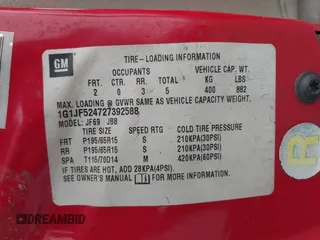 GM
TIRE-LOADING INFORMATION
OCCUPANTS VEHICLE CAP. WT.
FRT CTR RR TOTAL KG LBS
2 0 3 5 400 882
MAX. LOADING @ GVWR SAME AS VEHICLE CAPACITY WEIGHT
1G1JF524727392588
MODEL: JF69 J8B
TIRE SIZE SPEED RTG COLD TIRE PRESSURE
FRT P195/65R15 S 210KPA(30PSI)
RR P195/65R15 S 210KPA(30PSI)
SPA T115/70D14 M 420KPA(60PSI)
IF TIRES ARE HOT, ADD 28KPA(4PSI).
SEE OWNER'S MANUAL FOR ADDITIONAL
INFORMATION
R
DREAMBID